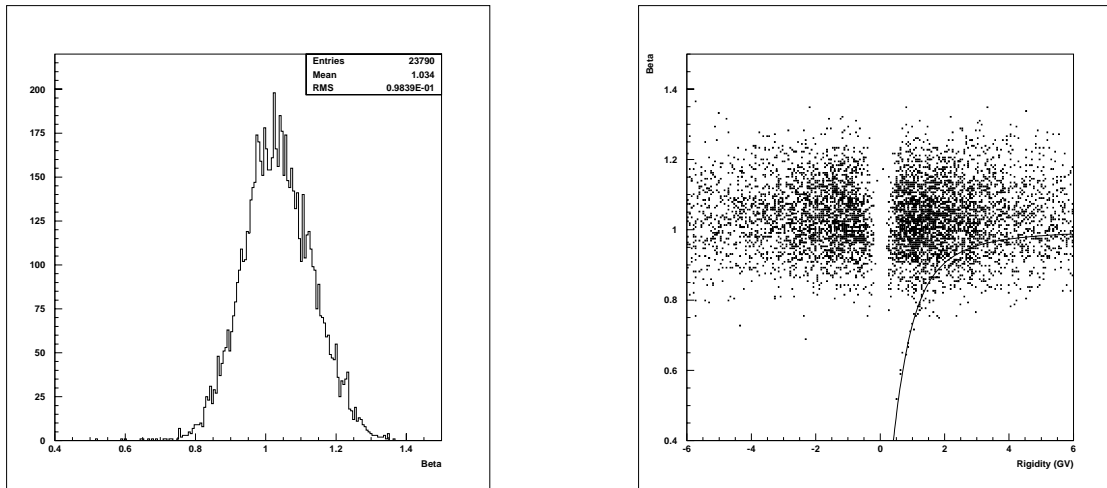 Entries 23790
Mean 1.034
RMS 0.9839E-01
200
175
150
125
100
75
50
25
0
0.4 0.6 0.8 1 1.2 1.4
Beta
Beta
1.4
1.2
1
0.8
0.6
0.4
-6 -4 -2 0 2 4 6
Rigidity (GV)